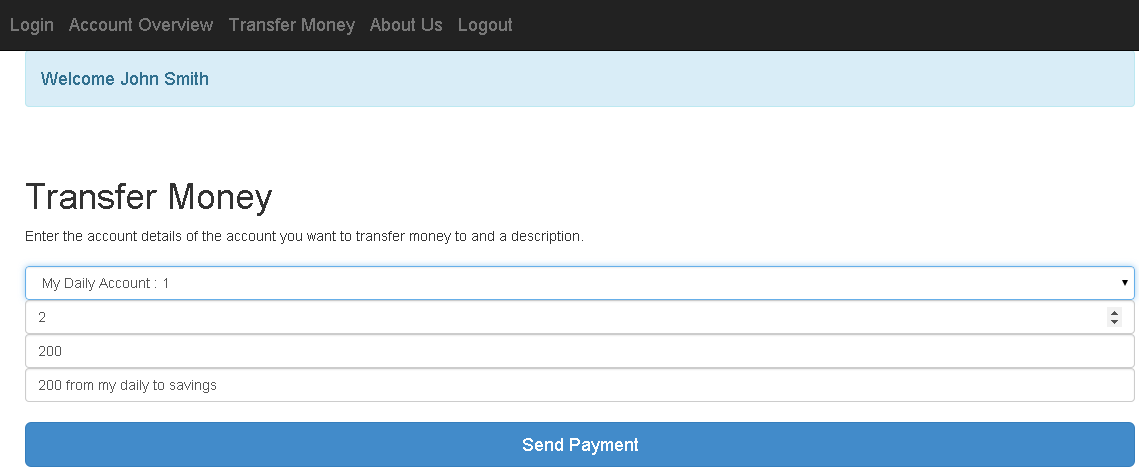 Login Account Overview Transfer Money About Us Logout
Welcome John Smith
Transfer Money
Enter the account details of the account you want to transfer money to and a description.
My Daily Account : 1
2
200
200 from my daily to savings
Send Payment